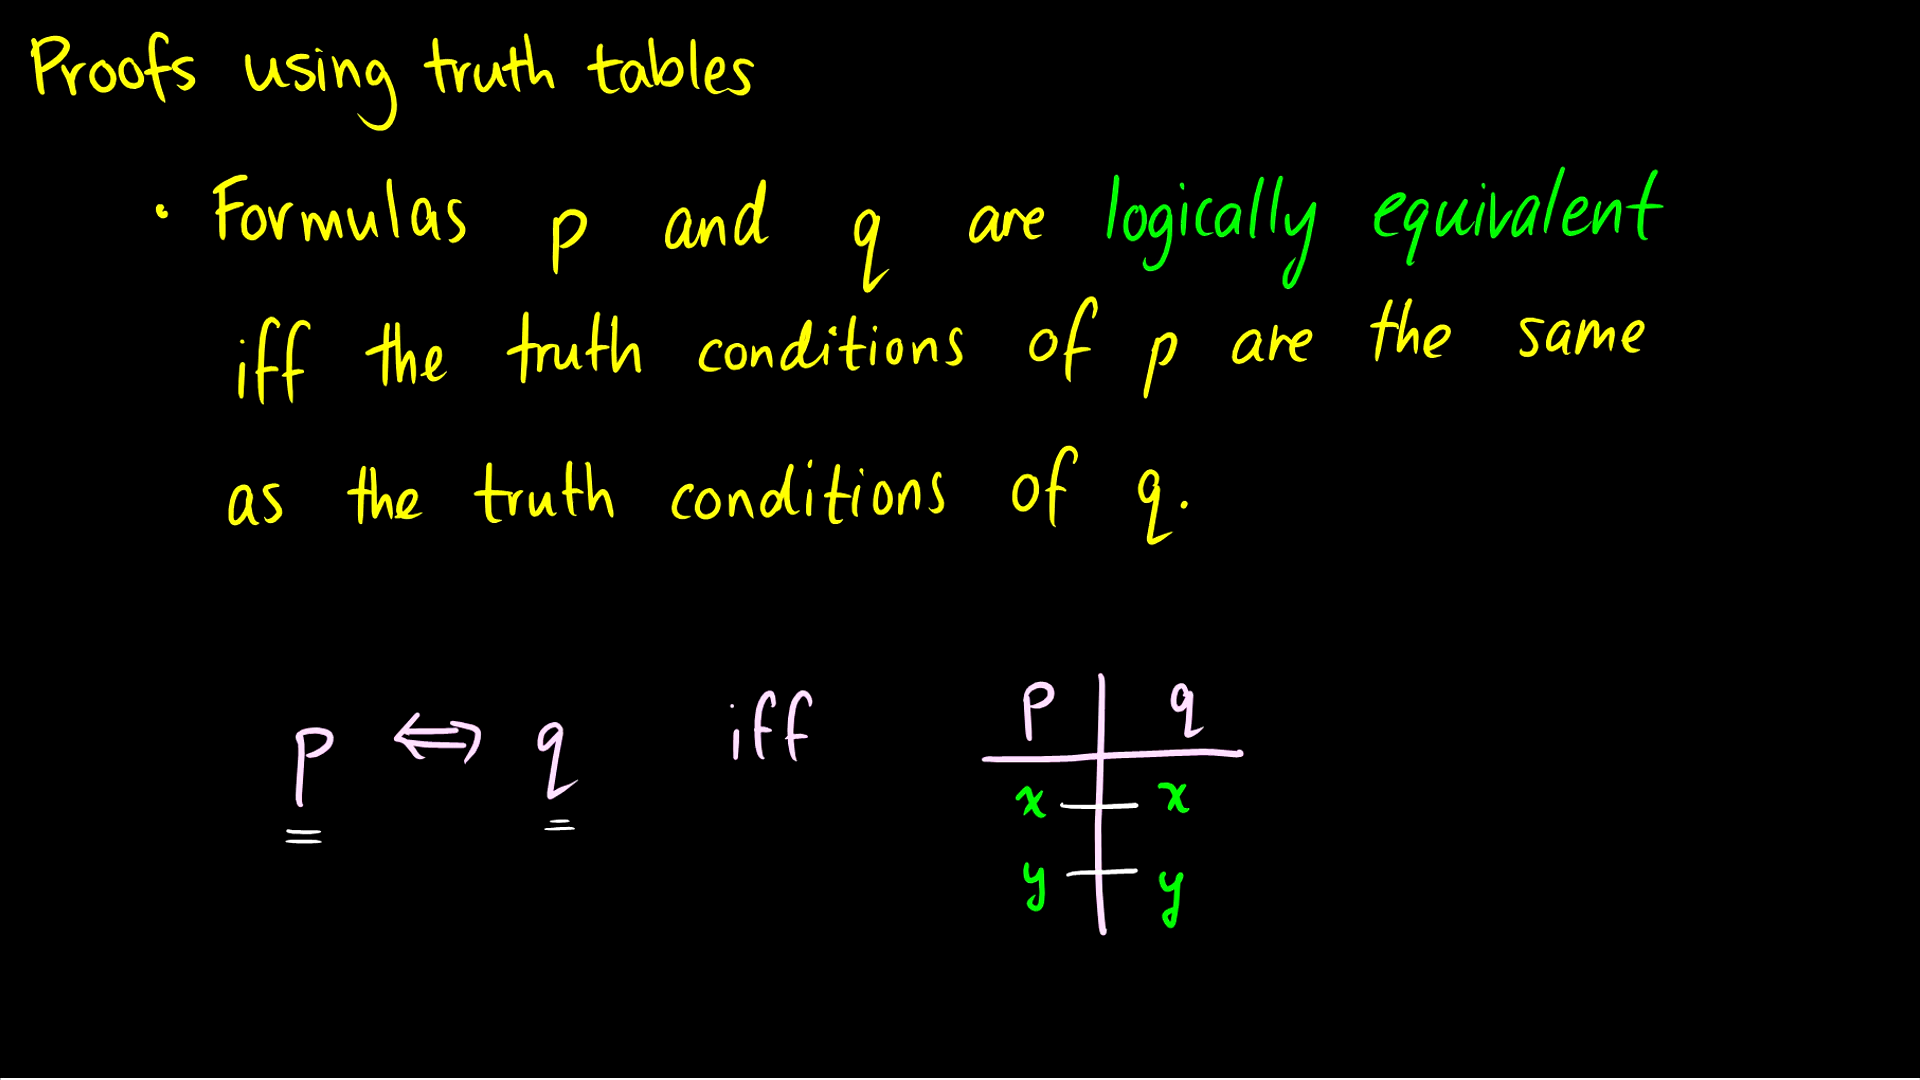 Proofs using truth tables
• Formulas p and q are logically equivalent
iff the truth conditions of p are the same
as the truth conditions of q.
p ⇔ q iff
p q
x x
y y